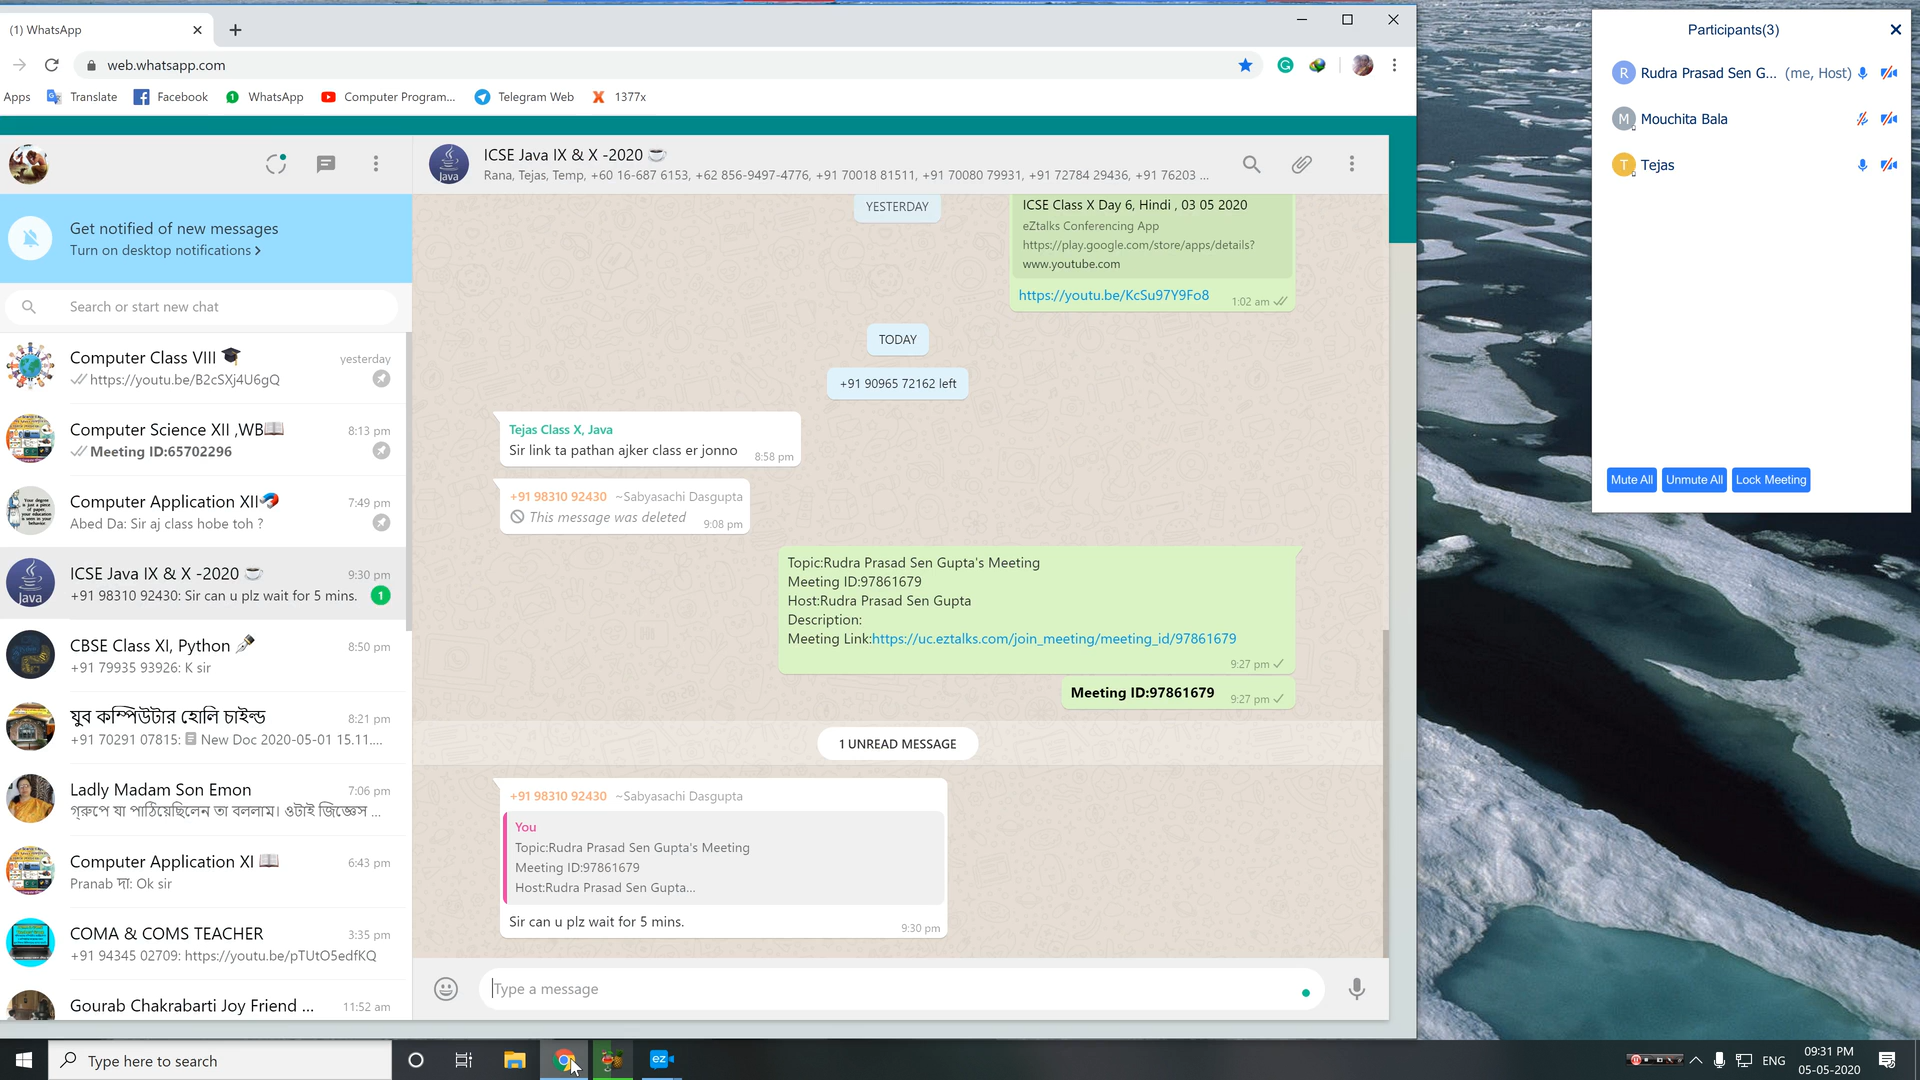 (1) WhatsApp
web.whatsapp.com
Apps Translate Facebook WhatsApp Computer Program... Telegram Web 1377x
ICSE Java IX & X -2020 ☕
Rana, Tejas, Temp, +60 16-687 6153, +62 856-9497-4776, +91 70018 81511, +91 70080 79931, +91 72784 29436, +91 76203 ...
Get notified of new messages
Turn on desktop notifications >
Search or start new chat
Computer Class VIII 🎓 yesterday
https://youtu.be/B2cSXj4U6gQ
Computer Science XII ,WB📖 8:13 pm
Meeting ID:65702296
Computer Application XII 7:49 pm
Abed Da: Sir aj class hobe toh ?
ICSE Java IX & X -2020 ☕ 9:30 pm
+91 98310 92430: Sir can u plz wait for 5 mins. 1
CBSE Class XI, Python 8:50 pm
+91 79935 93926: K sir
যুব কম্পিউটার হোলি চাইল্ড 8:21 pm
+91 70291 07815: New Doc 2020-05-01 15.11....
Ladly Madam Son Emon 7:06 pm
গ্রুপে যা পাঠিয়েছিলেন তা বললাম। ওটাই জিজ্ঞেস ...
Computer Application XI 📖 6:43 pm
Pranab দা: Ok sir
COMA & COMS TEACHER 3:35 pm
+91 94345 02709: https://youtu.be/pTUtO5edfKQ
Gourab Chakrabarti Joy Friend ... 11:52 am
YESTERDAY
ICSE Class X Day 6, Hindi , 03 05 2020
eZtalks Conferencing App
https://play.google.com/store/apps/details?
www.youtube.com
https://youtu.be/KcSu97Y9Fo8 1:02 am
TODAY
+91 90965 72162 left
Tejas Class X, Java
Sir link ta pathan ajker class er jonno 8:58 pm
+91 98310 92430 ~Sabyasachi Dasgupta
This message was deleted 9:08 pm
Topic:Rudra Prasad Sen Gupta's Meeting
Meeting ID:97861679
Host:Rudra Prasad Sen Gupta
Description:
Meeting Link:https://uc.eztalks.com/join_meeting/meeting_id/97861679
9:27 pm
Meeting ID:97861679 9:27 pm
1 UNREAD MESSAGE
+91 98310 92430 ~Sabyasachi Dasgupta
You
Topic:Rudra Prasad Sen Gupta's Meeting
Meeting ID:97861679
Host:Rudra Prasad Sen Gupta...
Sir can u plz wait for 5 mins.
9:30 pm
Type a message
Participants(3)
R Rudra Prasad Sen G... (me, Host)
M Mouchita Bala
T Tejas
Mute All Unmute All Lock Meeting
Type here to search
ez
ENG
09:31 PM
05-05-2020